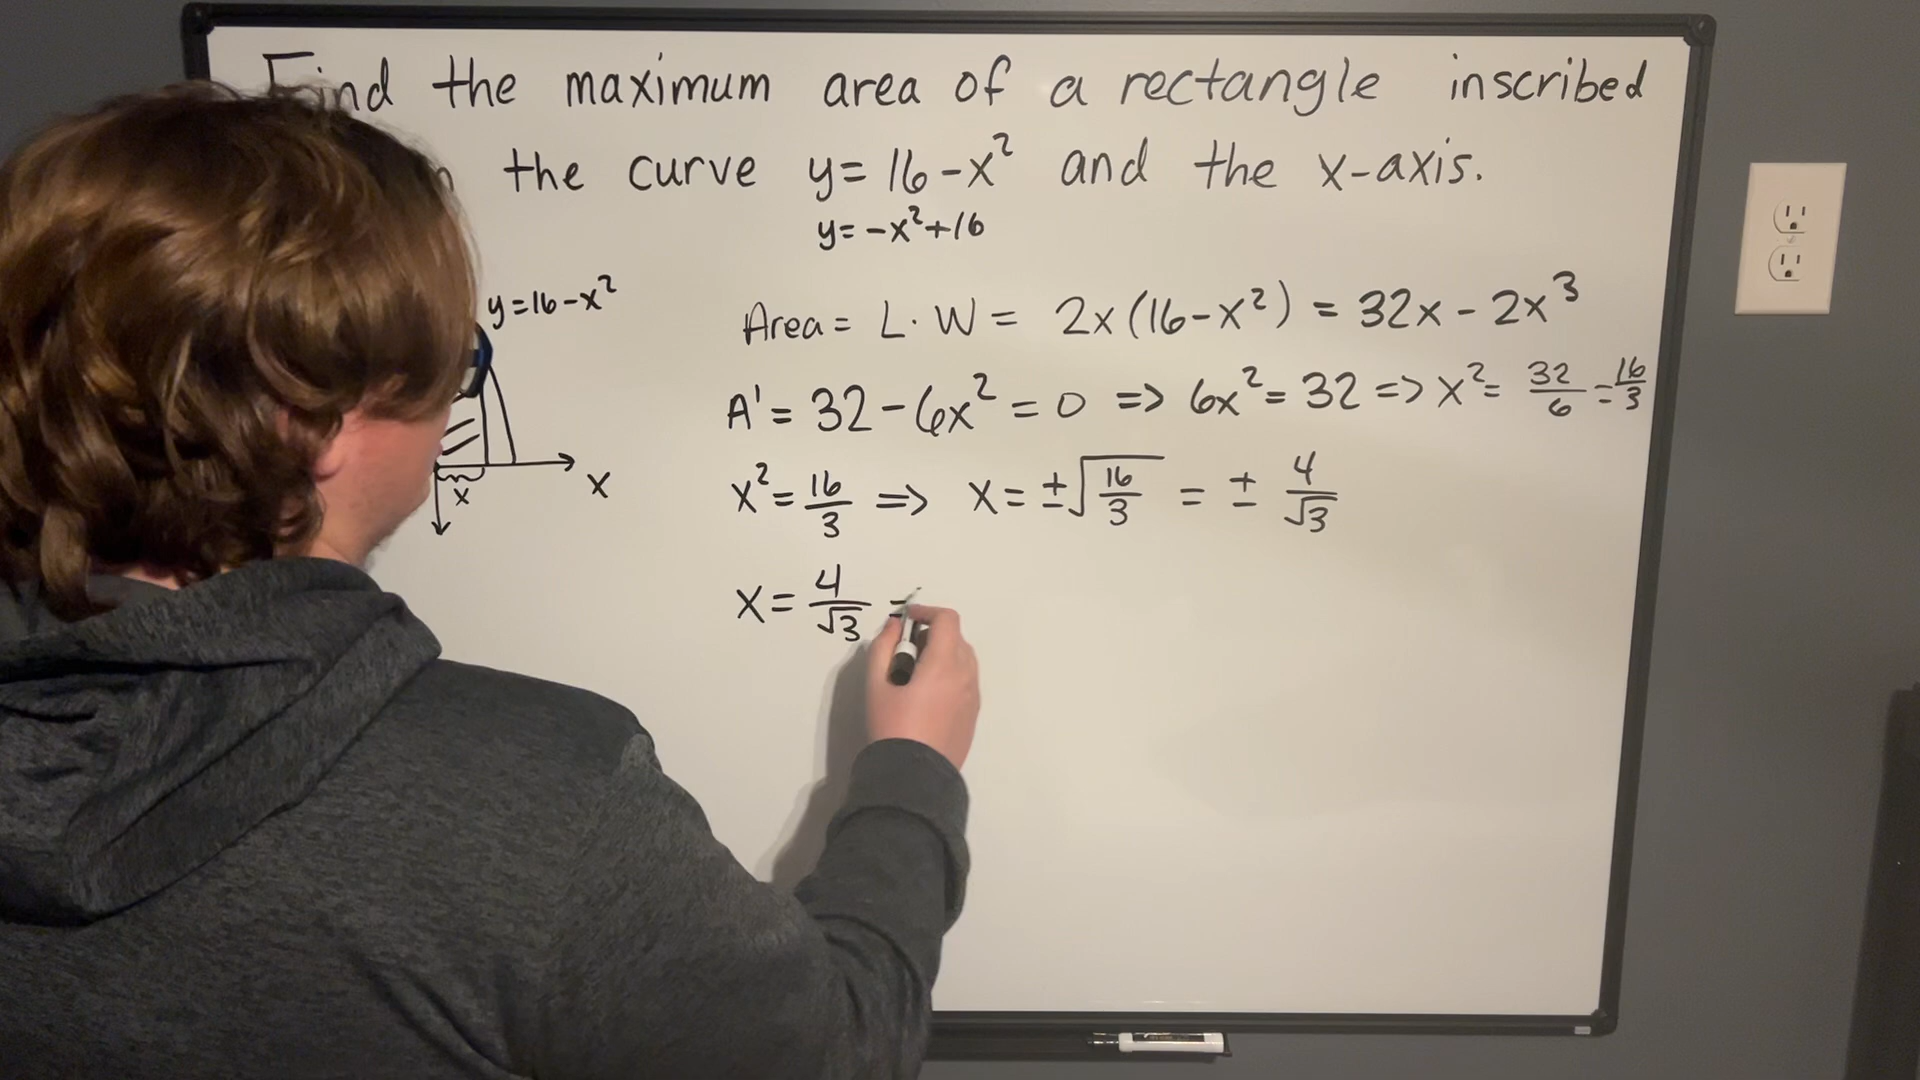 Find the maximum area of a rectangle inscribed
the curve y=16-x² and the x-axis.
y=-x²+16
y=16-x²
x
x
Area = L·W = 2x(16-x²) = 32x - 2x³
A' = 32 - 6x² = 0 => 6x² = 32 => x² = 32/6 = 16/3
x² = 16/3 => x = ±√(16/3) = ± 4/√3
x = 4/√3 =